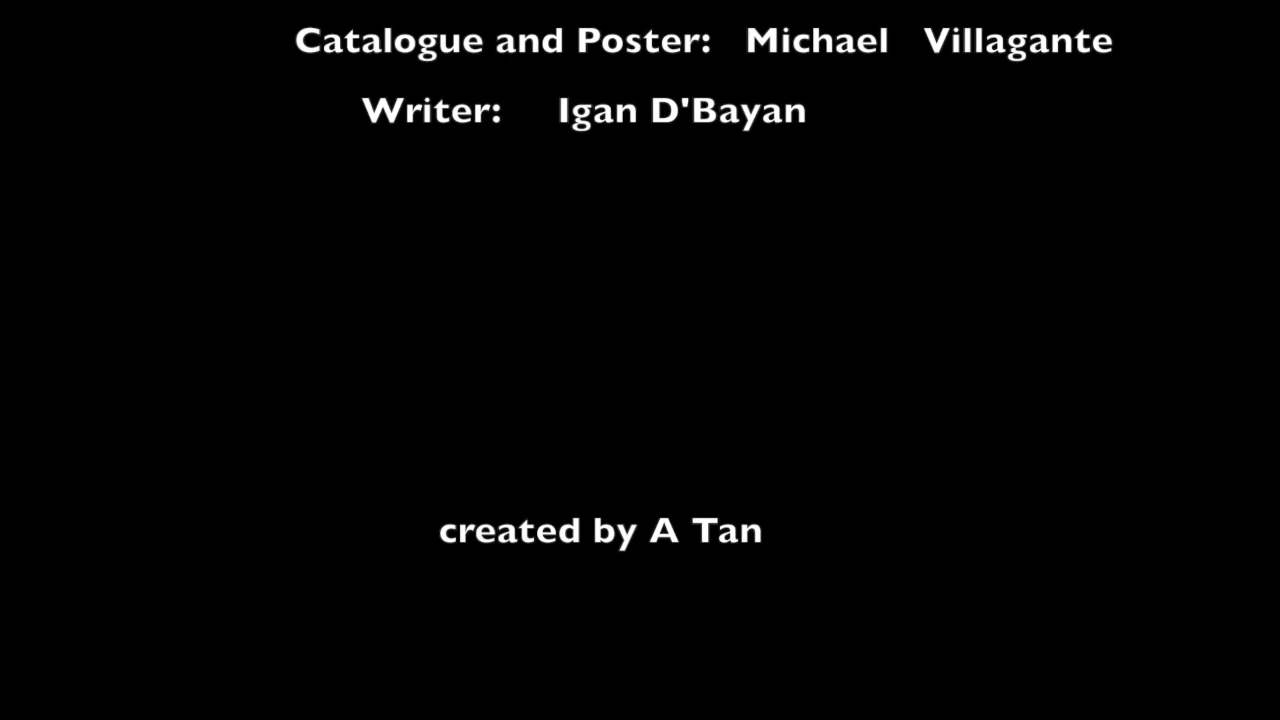 Catalogue and Poster: Michael Villagante
Writer: Igan D'Bayan
created by A Tan